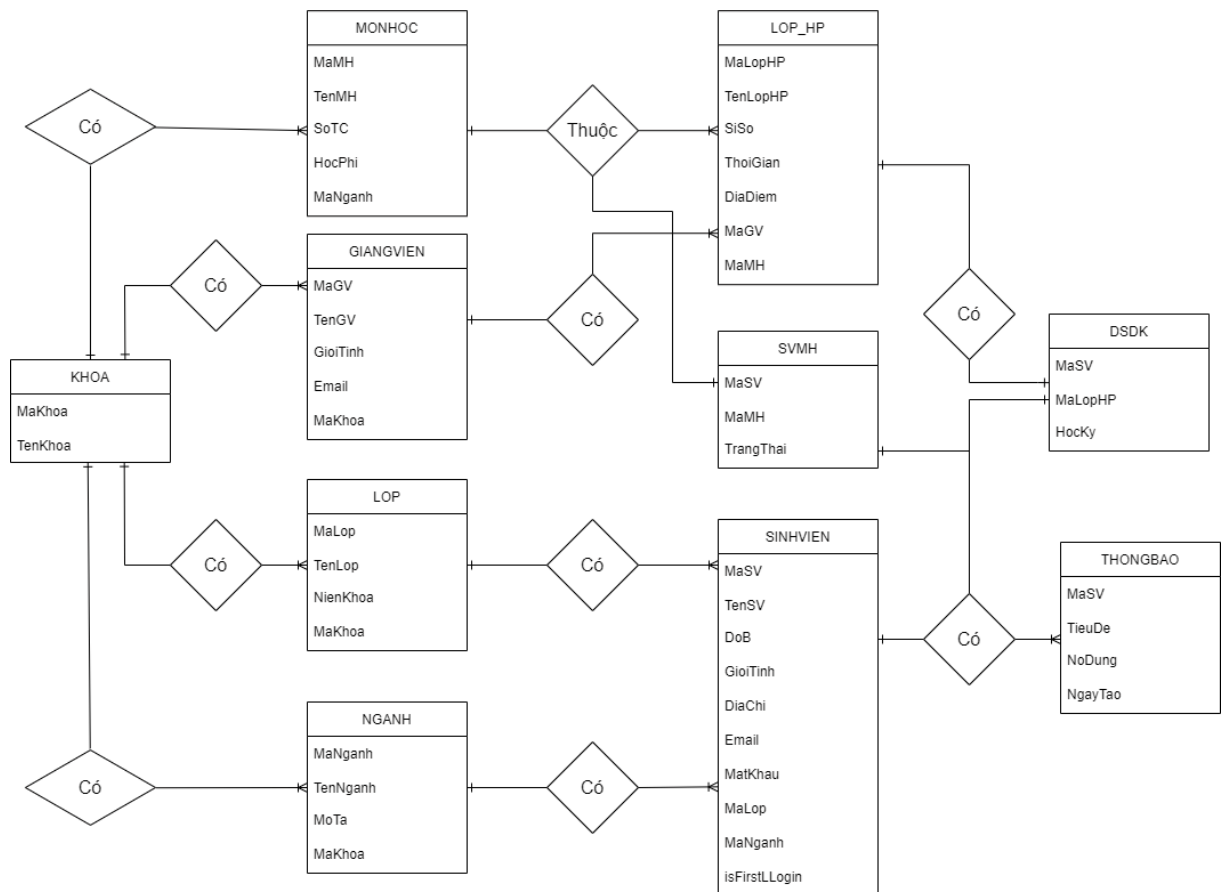 MONHOC
MaMH
TenMH
SoTC
HocPhi
MaNganh
LOP_HP
MaLopHP
TenLopHP
SiSo
ThoiGian
DiaDiem
MaGV
MaMH
Có
Thuộc
GIANGVIEN
MaGV
TenGV
GioiTinh
Email
MaKhoa
Có
Có
Có
KHOA
MaKhoa
TenKhoa
SVMH
MaSV
MaMH
TrangThai
DSDK
MaSV
MaLopHP
HocKy
LOP
MaLop
TenLop
NienKhoa
MaKhoa
Có
Có
SINHVIEN
MaSV
TenSV
DoB
GioiTinh
DiaChi
Email
MatKhau
MaLop
MaNganh
isFirstLLogin
Có
THONGBAO
MaSV
TieuDe
NoDung
NgayTao
NGANH
MaNganh
TenNganh
MoTa
MaKhoa
Có
Có